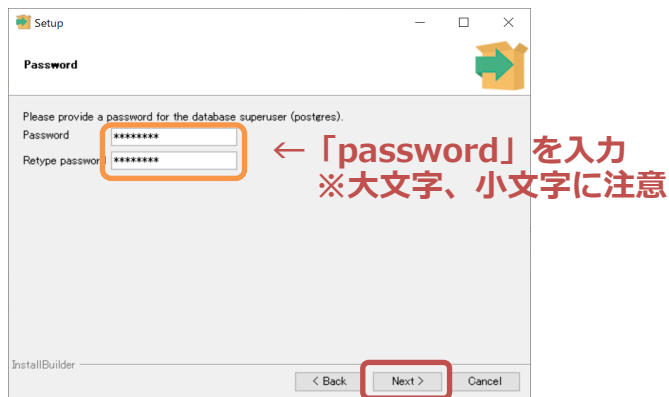 Setup
Password
Please provide a password for the database superuser (postgres).
Password ********
Retype password ********
←「password」を入力
※大文字、小文字に注意
InstallBuilder
< Back Next > Cancel